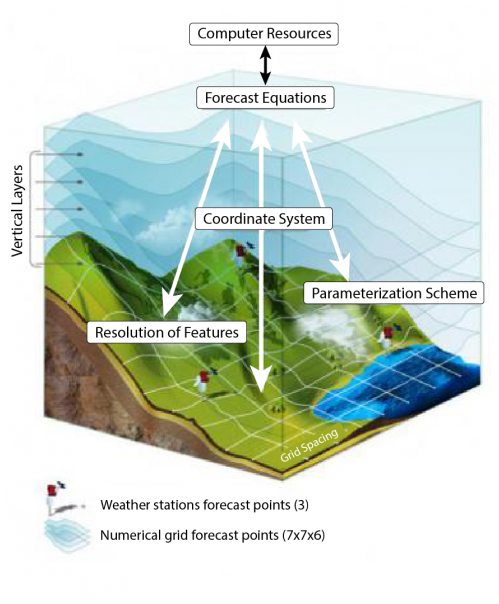 Computer Resources
Forecast Equations
Vertical Layers
Coordinate System
Parameterization Scheme
Resolution of Features
Grid Spacing
Weather stations forecast points (3)
Numerical grid forecast points (7x7x6)